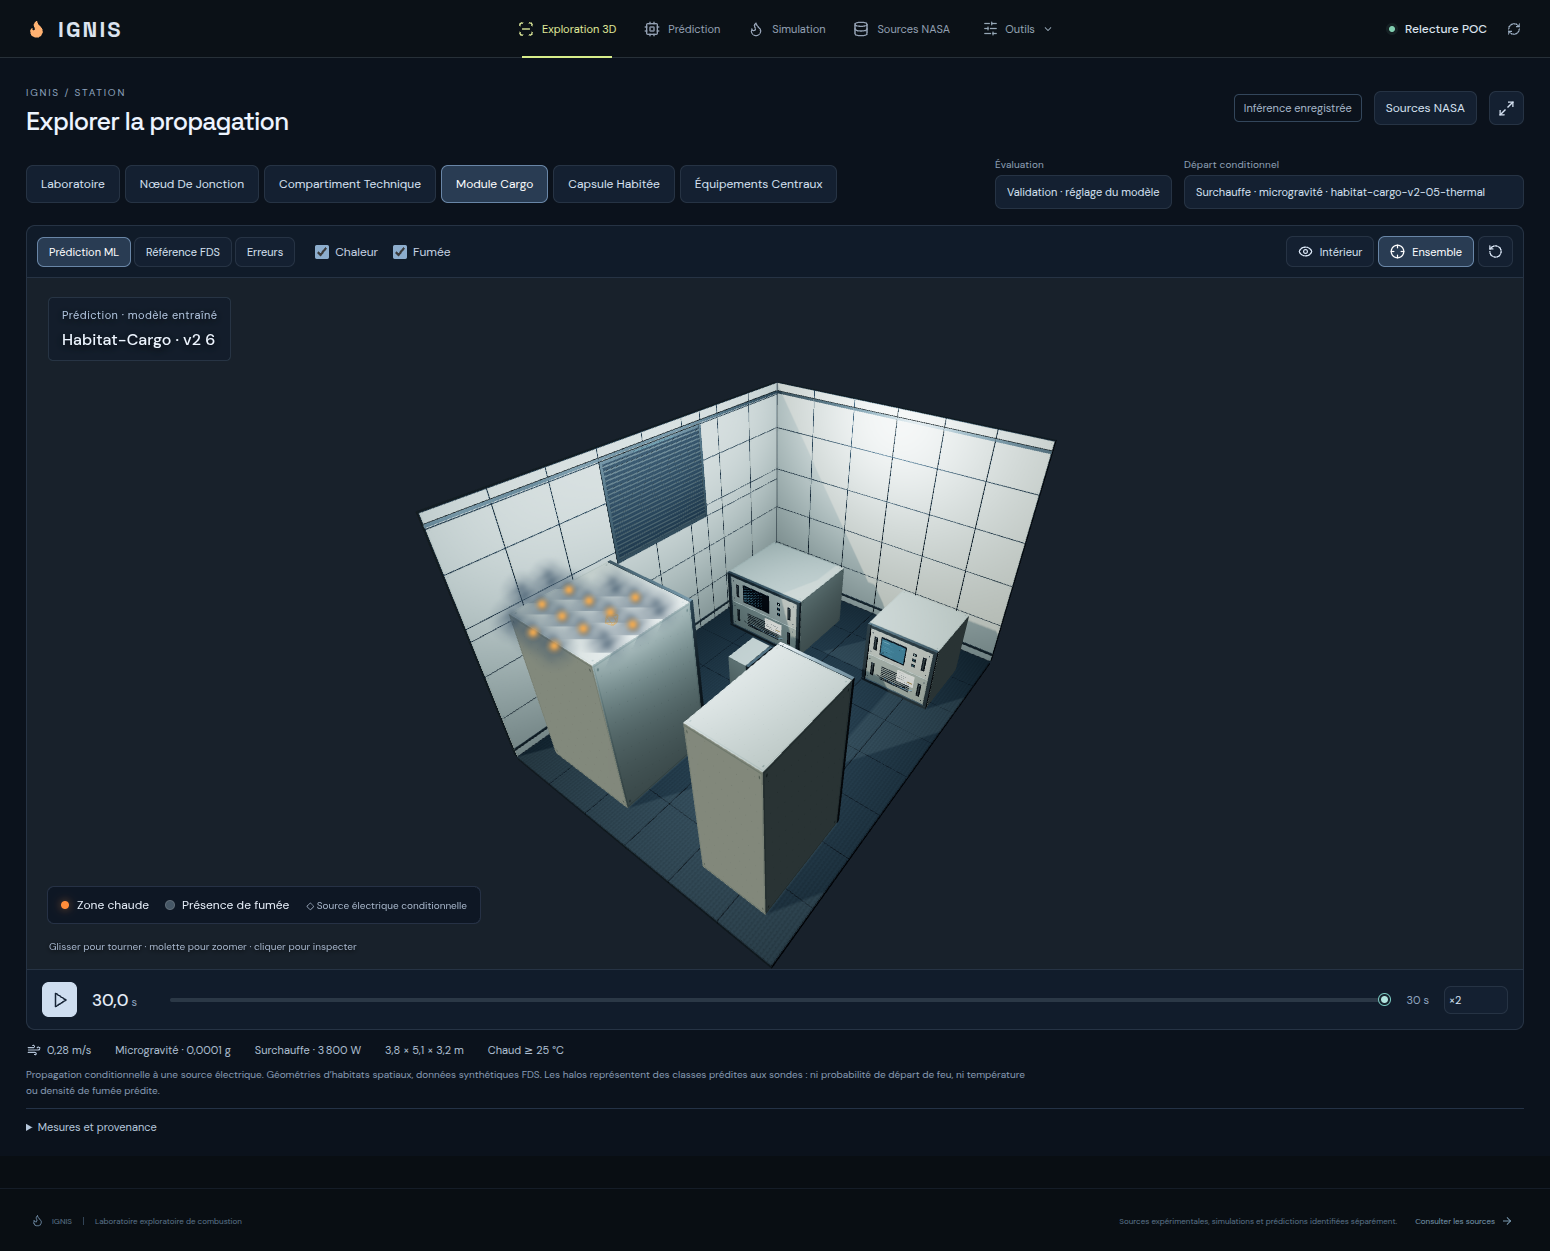 IGNIS
Exploration 3D
Prédiction
Simulation
Sources NASA
Outils
Relecture POC
IGNIS / STATION
Explorer la propagation
Inférence enregistrée
Sources NASA
Laboratoire
Nœud De Jonction
Compartiment Technique
Module Cargo
Capsule Habitée
Équipements Centraux
Évaluation
Validation · réglage du modèle
Départ conditionnel
Surchauffe · microgravité · habitat-cargo-v2-05-thermal
Prédiction ML
Référence FDS
Erreurs
Chaleur
Fumée
Intérieur
Ensemble
Prédiction · modèle entraîné
Habitat-Cargo · v2 6
Zone chaude
Présence de fumée
◇ Source électrique conditionnelle
Glisser pour tourner · molette pour zoomer · cliquer pour inspecter
30,0 s
30 s
×2
0,28 m/s
Microgravité · 0,0001 g
Surchauffe · 3 800 W
3,8 × 5,1 × 3,2 m
Chaud ≥ 25 °C
Propagation conditionnelle à une source électrique. Géométries d'habitats spatiaux, données synthétiques FDS. Les halos représentent des classes prédites aux sondes : ni probabilité de départ de feu, ni température
ou densité de fumée prédite.
Mesures et provenance
IGNIS | Laboratoire exploratoire de combustion
Sources expérimentales, simulations et prédictions identifiées séparément.
Consulter les sources